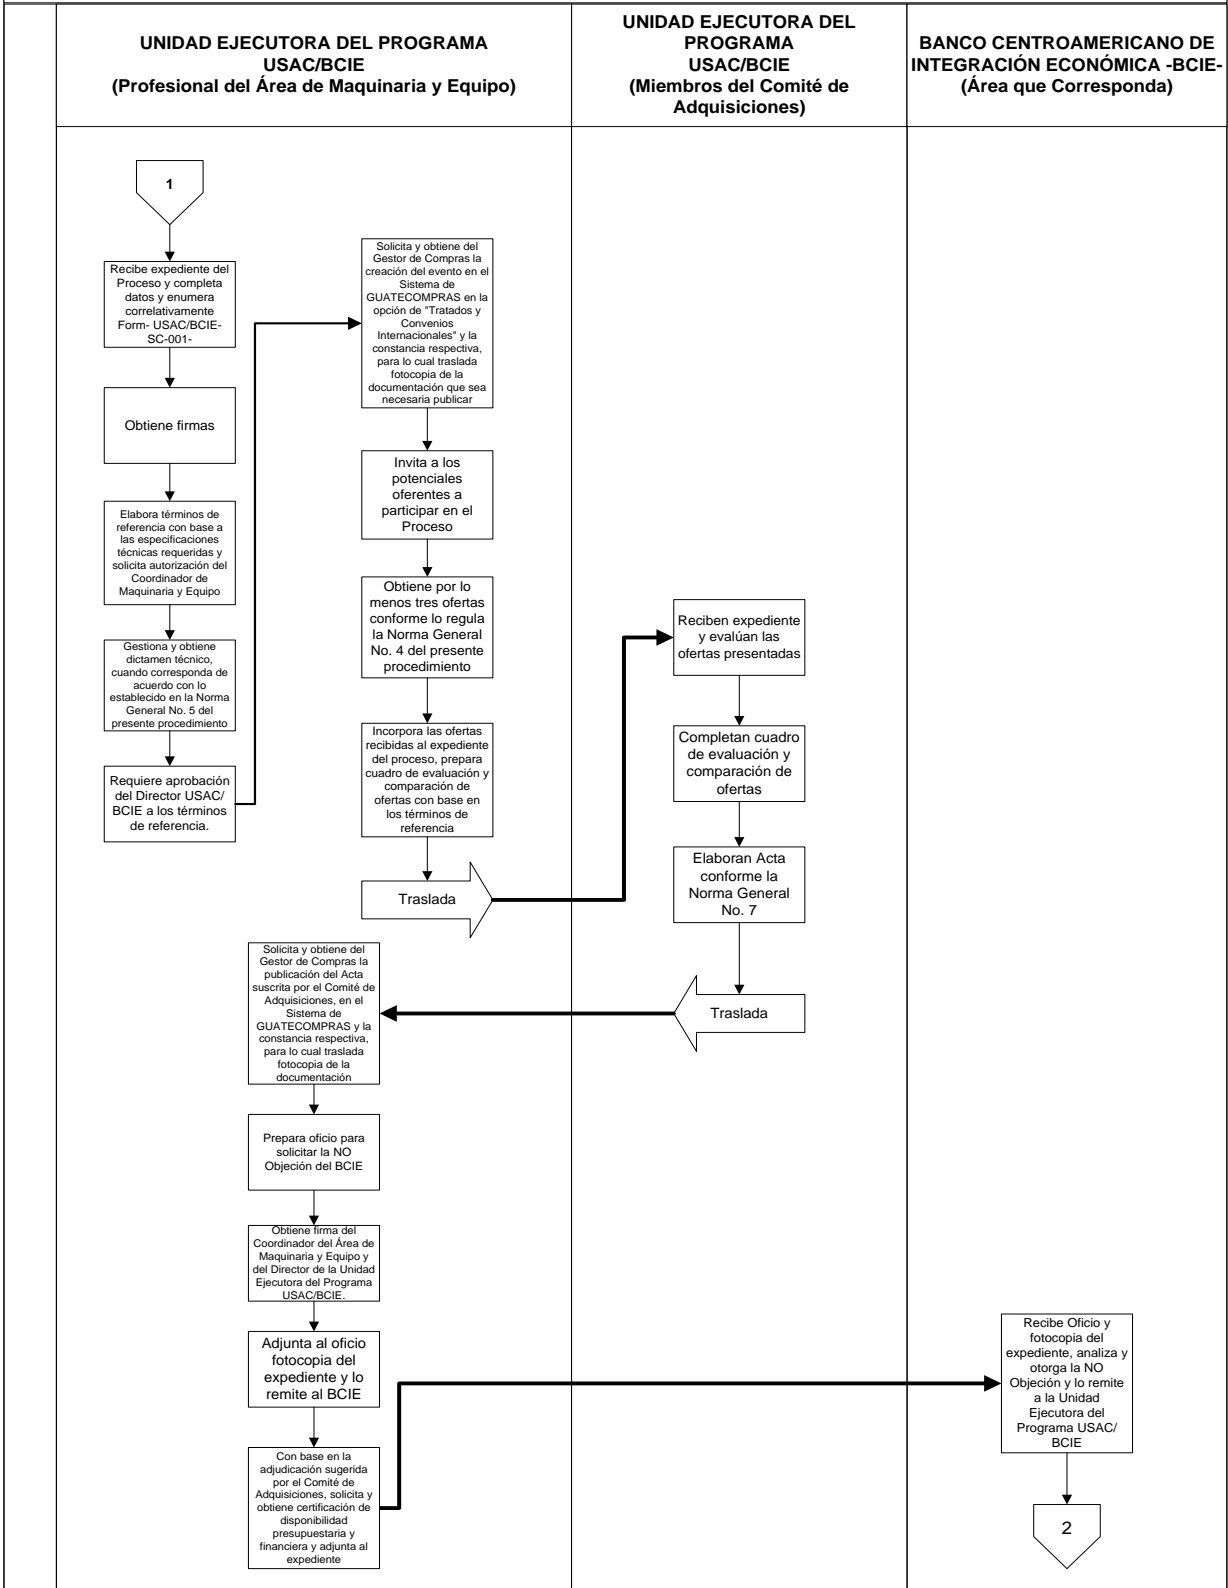 UNIDAD EJECUTORA DEL PROGRAMA
USAC/BCIE
(Profesional del Área de Maquinaria y Equipo)
UNIDAD EJECUTORA DEL
PROGRAMA
USAC/BCIE
(Miembros del Comité de
Adquisiciones)
BANCO CENTROAMERICANO DE
INTEGRACIÓN ECONÓMICA -BCIE-
(Área que Corresponda)
1
Recibe expediente del
Proceso y completa
datos y enumera
correlativamente
Form- USAC/BCIE-
SC-001-
Obtiene firmas
Elabora términos de
referencia con base a
las especificaciones
técnicas requeridas y
solicita autorización del
Coordinador de
Maquinaria y Equipo
Gestiona y obtiene
dictamen técnico,
cuando corresponda de
acuerdo con lo
establecido en la Norma
General No. 5 del
presente procedimiento
Requiere aprobación
del Director USAC/
BCIE a los términos
de referencia.
Solicita y obtiene del
Gestor de Compras la
creación del evento en el
Sistema de
GUATECOMPRAS en la
opción de "Tratados y
Convenios
Internacionales" y la
constancia respectiva,
para lo cual traslada
fotocopia de la
documentación que sea
necesaria publicar
Invita a los
potenciales
oferentes a
participar en el
Proceso
Obtiene por lo
menos tres ofertas
conforme lo regula
la Norma General
No. 4 del presente
procedimiento
Incorpora las ofertas
recibidas al expediente
del proceso, prepara
cuadro de evaluación y
comparación de
ofertas con base en
los términos de
referencia
Traslada
Reciben expediente
y evalúan las
ofertas presentadas
Completan cuadro
de evaluación y
comparación de
ofertas
Elaboran Acta
conforme la
Norma General
No. 7
Traslada
Solicita y obtiene del
Gestor de Compras la
publicación del Acta
suscrita por el Comité de
Adquisiciones, en el
Sistema de
GUATECOMPRAS y la
constancia respectiva,
para lo cual traslada
fotocopia de la
documentación
Prepara oficio para
solicitar la NO
Objeción del BCIE
Obtiene firma del
Coordinador del Área de
Maquinaria y Equipo y
del Director de la Unidad
Ejecutora del Programa
USAC/BCIE.
Adjunta al oficio
fotocopia del
expediente y lo
remite al BCIE
Con base en la
adjudicación sugerida
por el Comité de
Adquisiciones, solicita y
obtiene certificación de
disponibilidad
presupuestaria y
financiera y adjunta al
expediente
Recibe Oficio y
fotocopia del
expediente, analiza y
otorga la NO
Objeción y lo remite
a la Unidad
Ejecutora del
Programa USAC/
BCIE
2